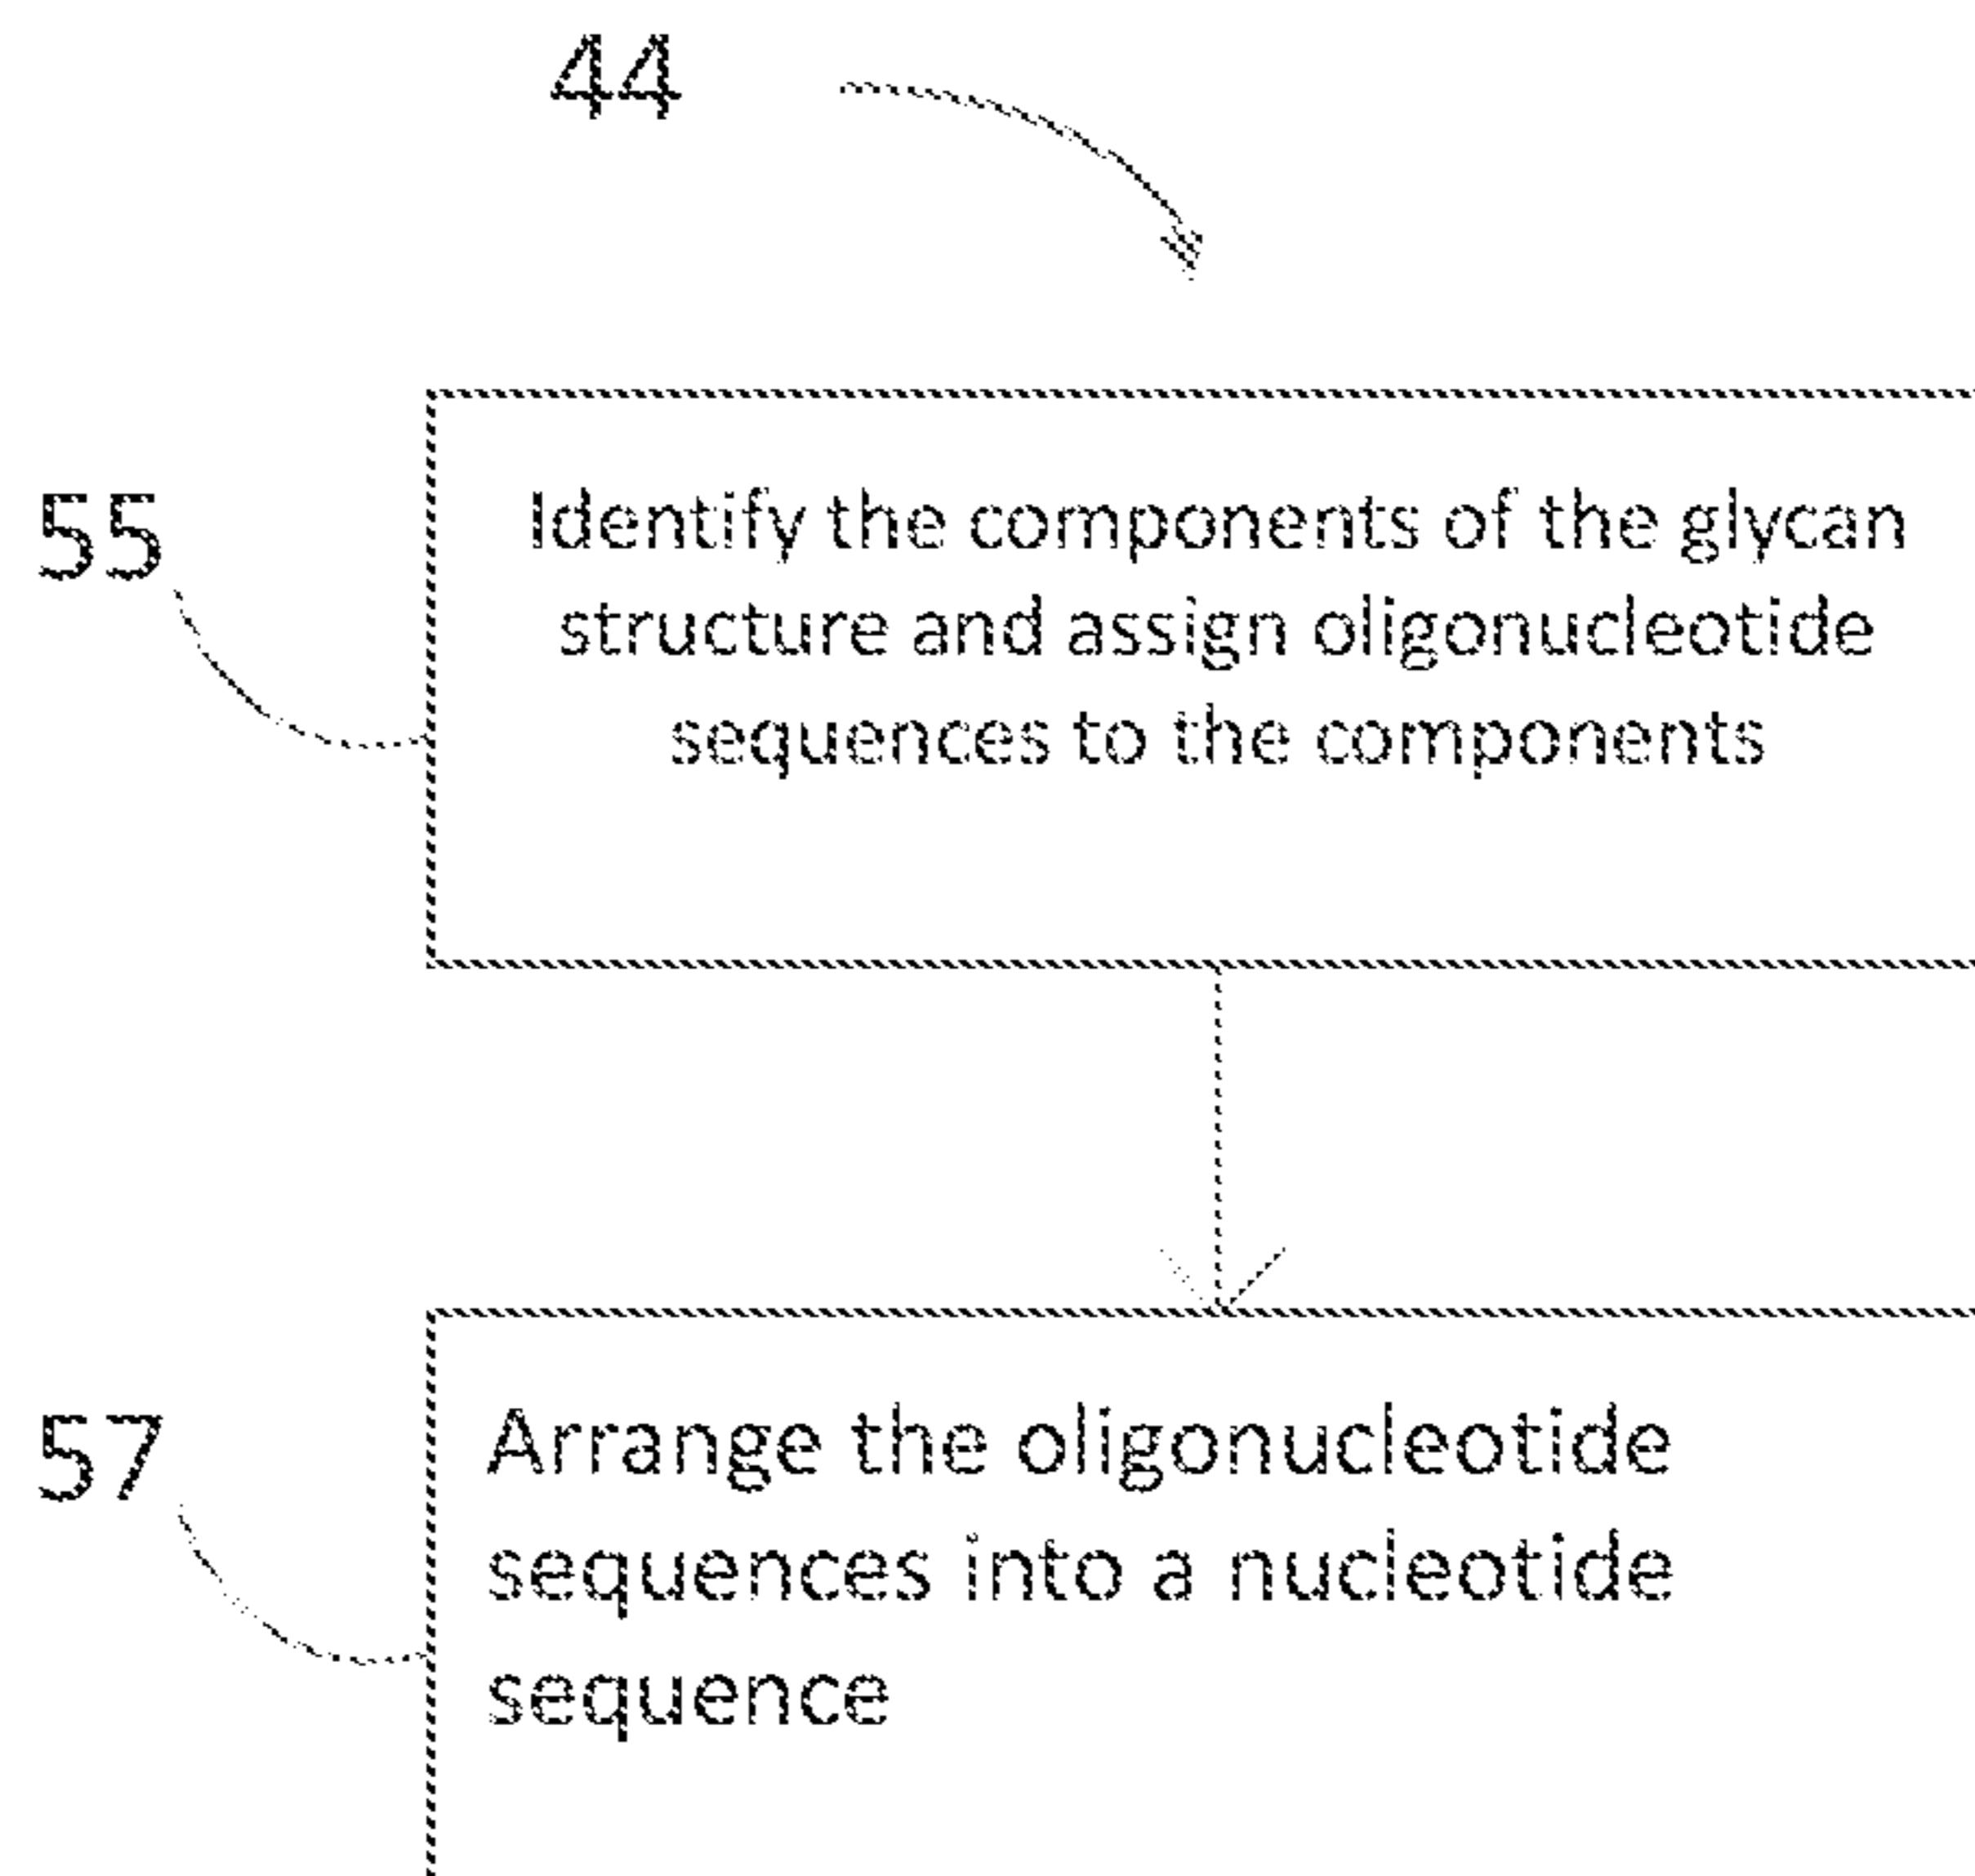 44
55
Identify the components of the glycan
structure and assign oligonucleotide
sequences to the components
57
Arrange the oligonucleotide
sequences into a nucleotide
sequence